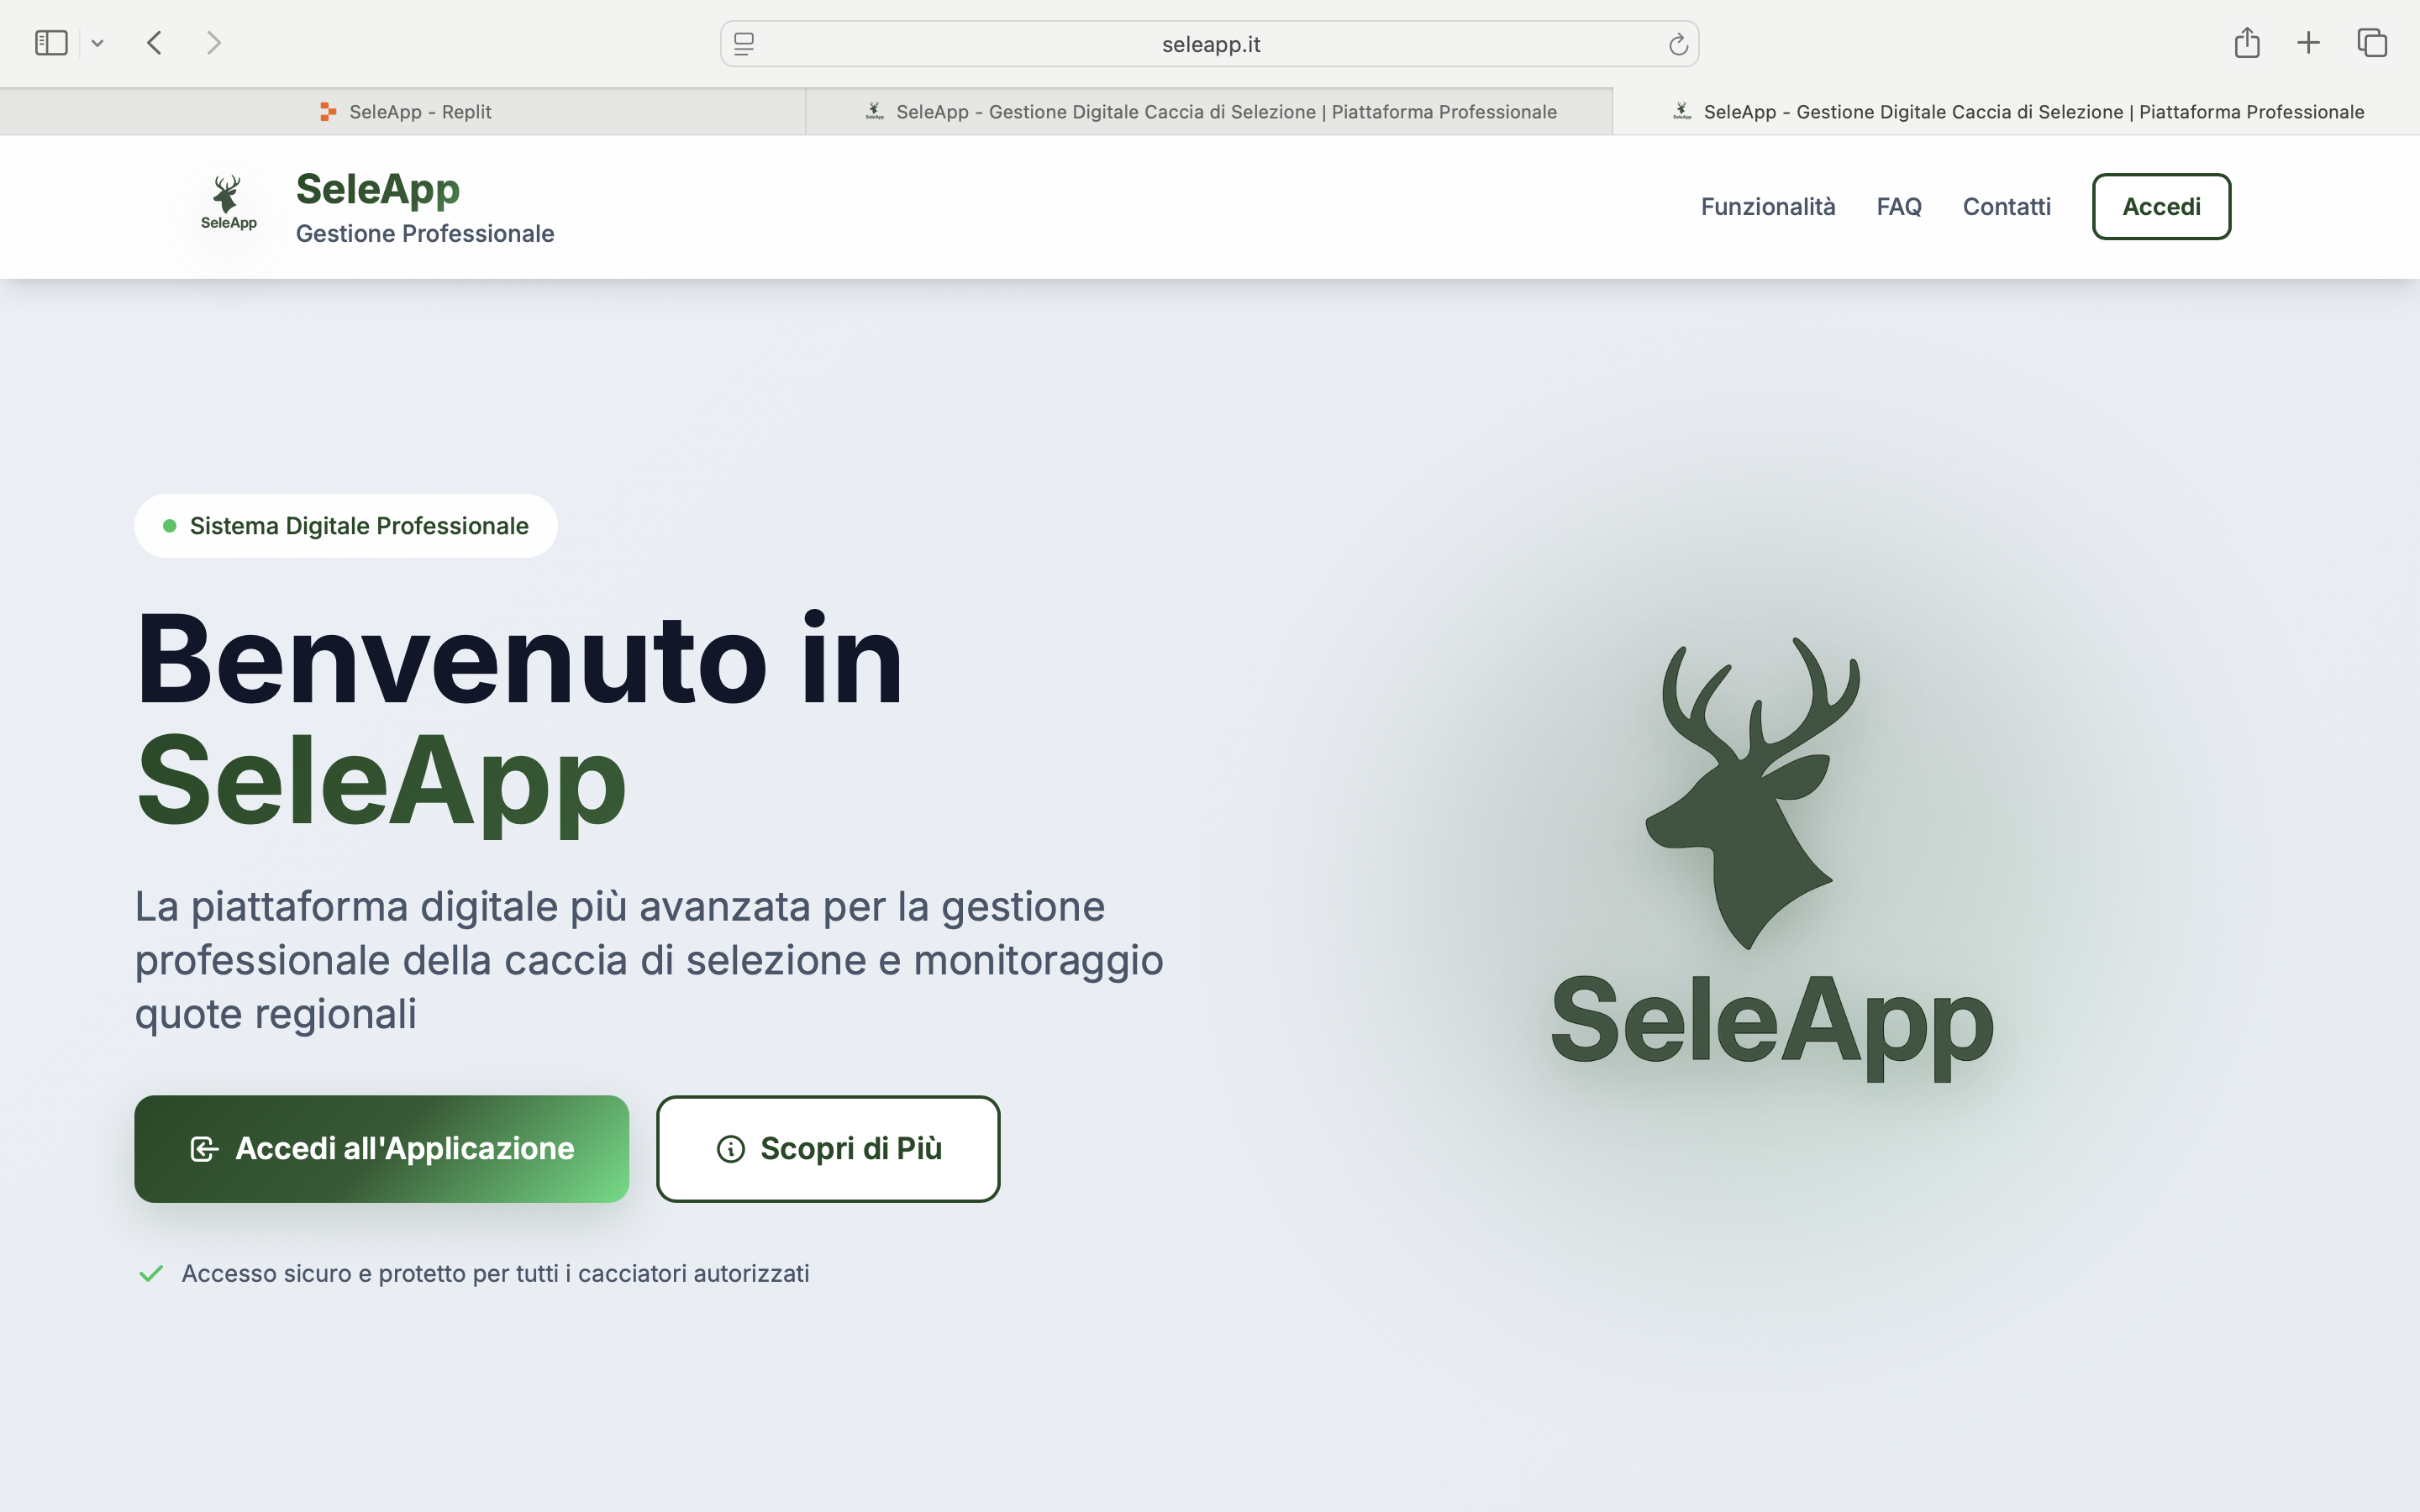 seleapp.it
SeleApp - Replit
SeleApp - Gestione Digitale Caccia di Selezione | Piattaforma Professionale
SeleApp - Gestione Digitale Caccia di Selezione | Piattaforma Professionale
SeleApp
SeleApp
Gestione Professionale
Funzionalità
FAQ
Contatti
Accedi
Sistema Digitale Professionale
Benvenuto in
SeleApp
La piattaforma digitale più avanzata per la gestione
professionale della caccia di selezione e monitoraggio
quote regionali
Accedi all'Applicazione
Scopri di Più
Accesso sicuro e protetto per tutti i cacciatori autorizzati
SeleApp